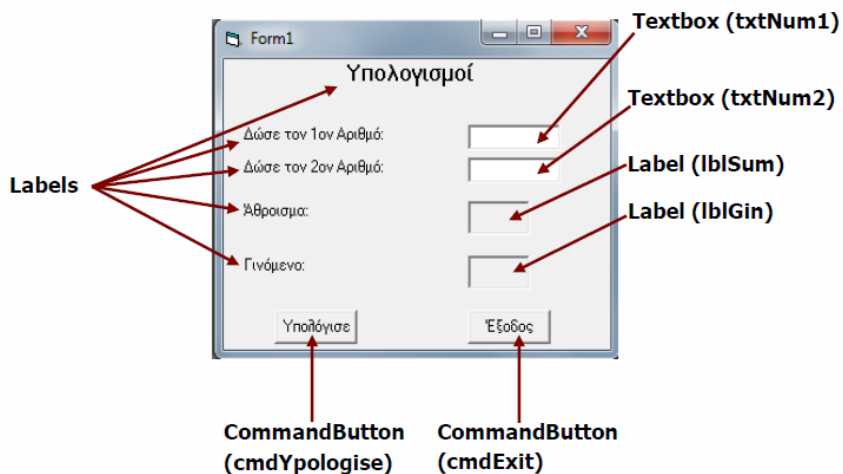 Textbox (txtNum1)
Form1
Υπολογισμοί
Textbox (txtNum2)
Δώσε τον 1ον Αριθμό:
Δώσε τον 2ον Αριθμό:
Label (lblSum)
Labels
Άθροισμα:
Label (lblGin)
Γινόμενο:
Υπολόγισε
Έξοδος
CommandButton
(cmdYpologise)
CommandButton
(cmdExit)